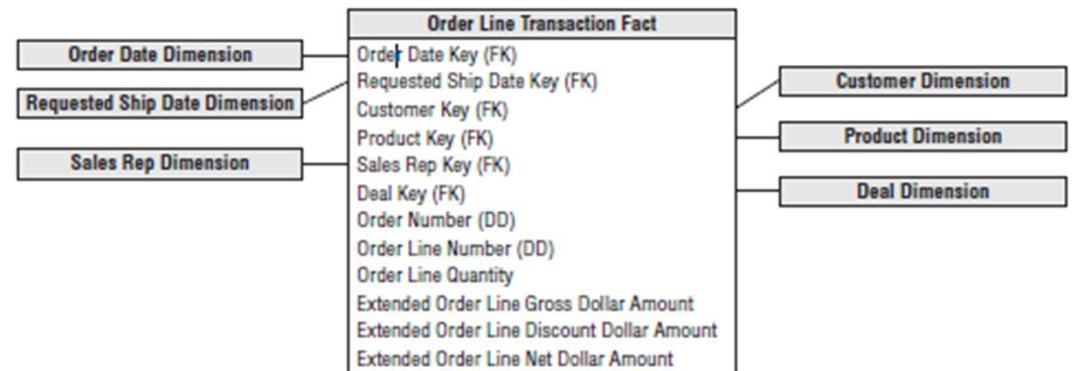 Order Line Transaction Fact
Order Date Key (FK)
Requested Ship Date Key (FK)
Customer Key (FK)
Product Key (FK)
Sales Rep Key (FK)
Deal Key (FK)
Order Number (DD)
Order Line Number (DD)
Order Line Quantity
Extended Order Line Gross Dollar Amount
Extended Order Line Discount Dollar Amount
Extended Order Line Net Dollar Amount
Order Date Dimension
Requested Ship Date Dimension
Sales Rep Dimension
Customer Dimension
Product Dimension
Deal Dimension